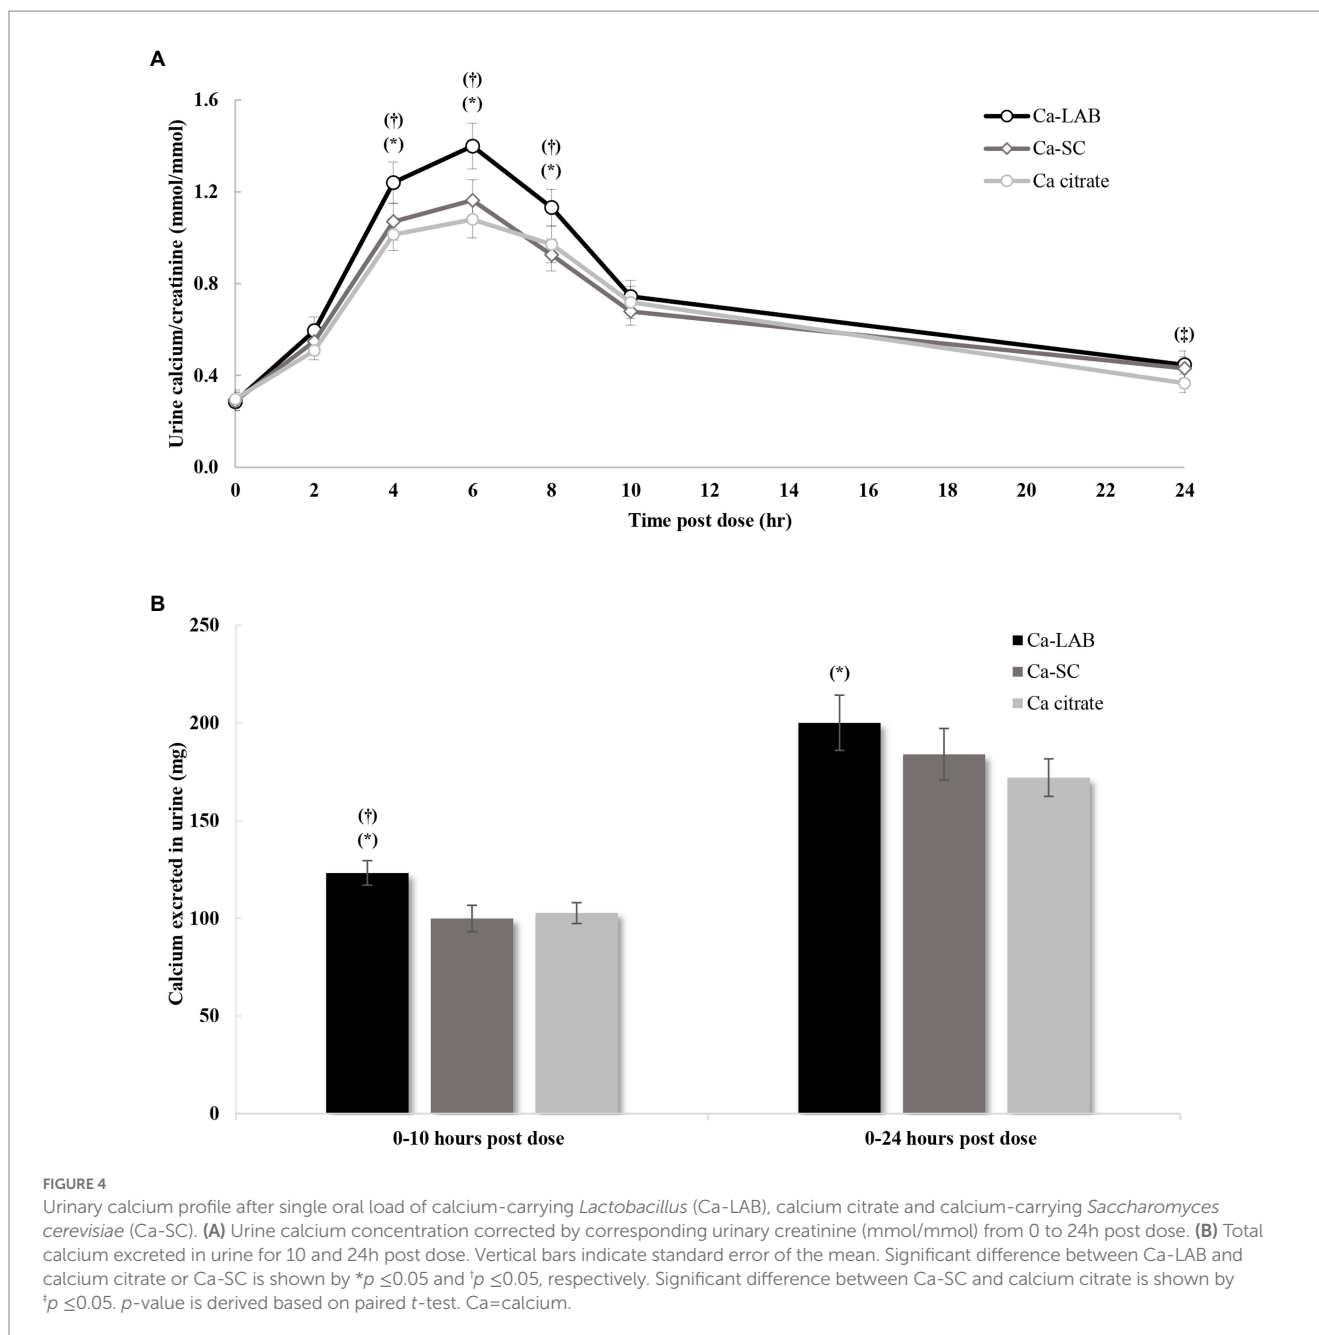 A
(†)
(*)
(†)
(*)
(†)
(*)
(‡)
Ca-LAB
Ca-SC
Ca citrate
Urine calcium/creatinine (mmol/mmol)
1.6
1.2
0.8
0.4
0.0
0 2 4 6 8 10 12 14 16 18 20 22 24
Time post dose (hr)
B
Calcium excreted in urine (mg)
250
200
150
100
50
0
Ca-LAB
Ca-SC
Ca citrate
(†)
(*)
(*)
0-10 hours post dose
0-24 hours post dose
FIGURE 4
Urinary calcium profile after single oral load of calcium-carrying Lactobacillus (Ca-LAB), calcium citrate and calcium-carrying Saccharomyces
cerevisiae (Ca-SC). (A) Urine calcium concentration corrected by corresponding urinary creatinine (mmol/mmol) from 0 to 24h post dose. (B) Total
calcium excreted in urine for 10 and 24h post dose. Vertical bars indicate standard error of the mean. Significant difference between Ca-LAB and
calcium citrate or Ca-SC is shown by *p ≤0.05 and †p ≤0.05, respectively. Significant difference between Ca-SC and calcium citrate is shown by
‡p ≤0.05. p-value is derived based on paired t-test. Ca=calcium.